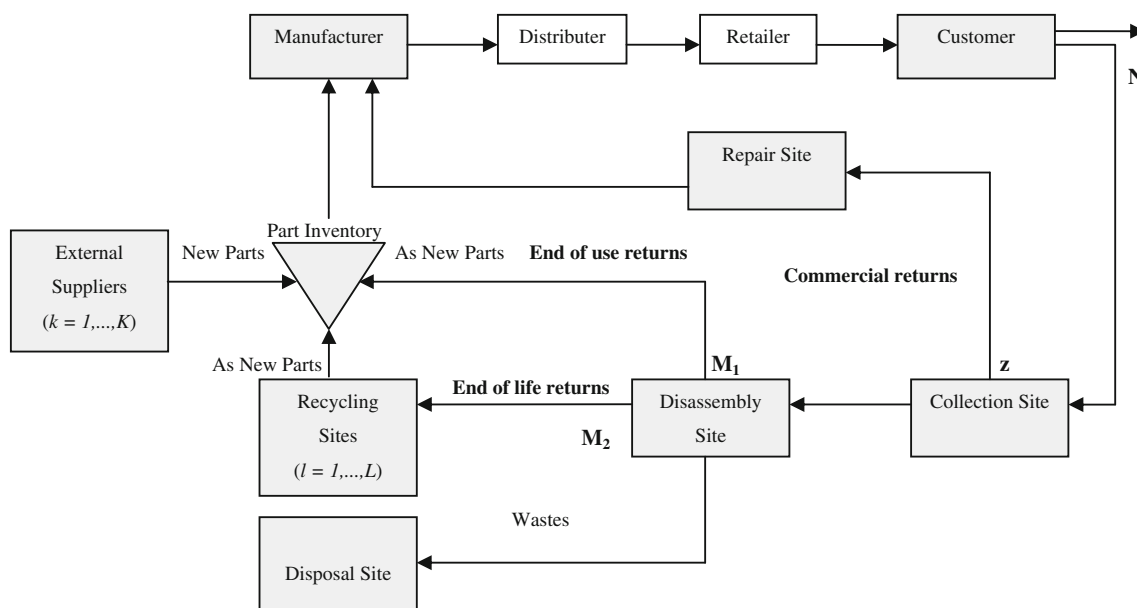 Manufacturer
Distributer
Retailer
Customer
N
Repair Site
Part Inventory
External
Suppliers
(k = 1,...,K)
New Parts
As New Parts
End of use returns
Commercial returns
As New Parts
M₁
z
Recycling
Sites
(l = 1,...,L)
End of life returns
M₂
Disassembly
Site
Collection Site
Wastes
Disposal Site